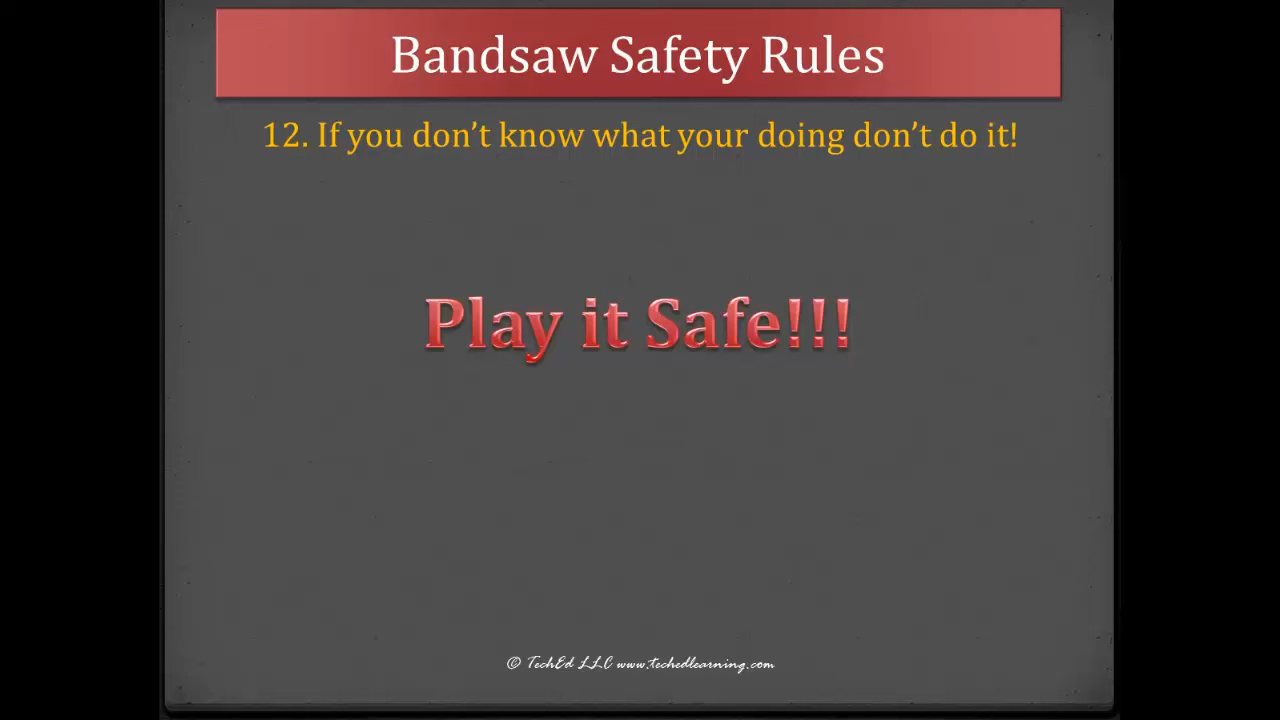 Bandsaw Safety Rules
12. If you don’t know what your doing don’t do it!
Play it Safe!!!
© TechEd LLC www.techedlearning.com